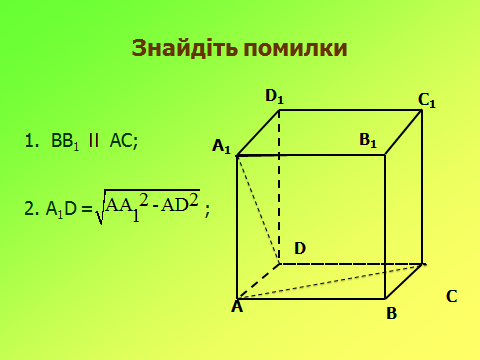 Знайдіть помилки
1. BB₁ II AC;
2. A₁D = √AA₁² - AD² ;
D₁
C₁
A₁
B₁
D
A
B
C